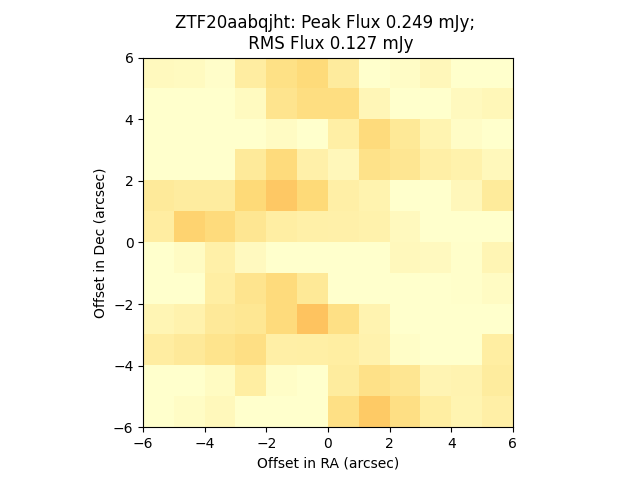 ZTF20aabqjht: Peak Flux 0.249 mJy;
RMS Flux 0.127 mJy
6
4
2
0
−2
−4
−6
Offset in Dec (arcsec)
−6 −4 −2 0 2 4 6
Offset in RA (arcsec)